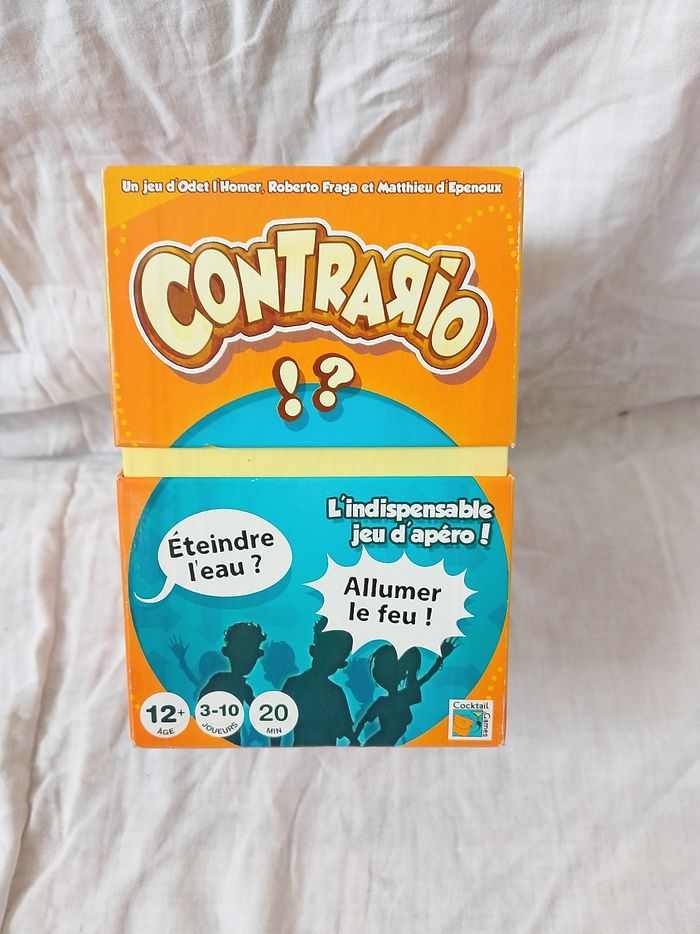 Un jeu d'Odet l'Homer, Roberto Fraga et Matthieu d'Epenoux
CONTRARIO
!?
L'indispensable
jeu d'apéro !
Éteindre
l'eau ?
Allumer
le feu !
12+
ÂGE
3-10
JOUEURS
20
MIN
Cocktail
Games